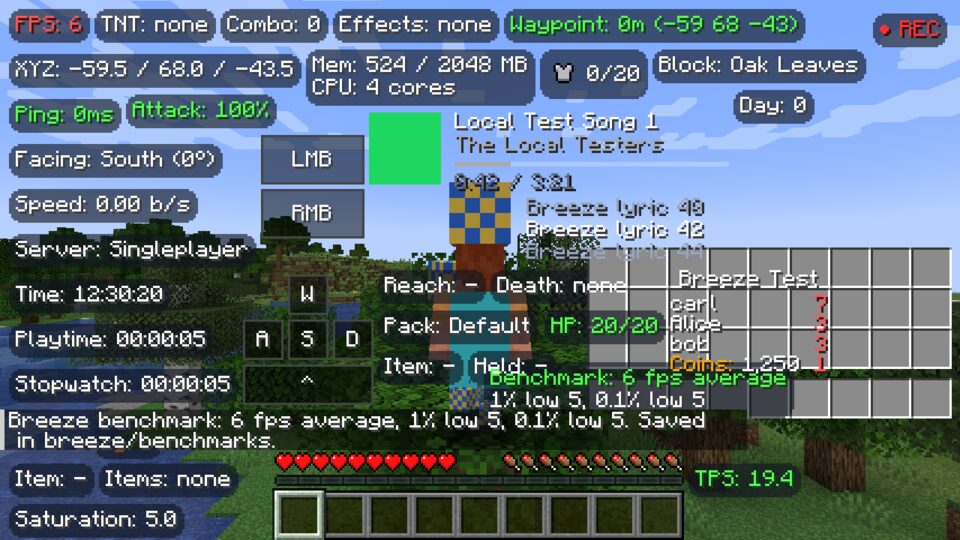 FPS: 6
TNT: none
Combo: 0
Effects: none
Waypoint: 0m (-59 68 -43)
REC
XYZ: -59.5 / 68.0 / -43.5
Mem: 524 / 2048 MB
CPU: 4 cores
0/20
Block: Oak Leaves
Ping: 0ms
Attack: 100%
Day: 0
Local Test Song 1
The Local Testers
0:42 / 3:21
Facing: South (0°)
LMB
Speed: 0.00 b/s
RMB
Breeze lyric 40
Breeze lyric 42
Breeze lyric 44
Server: Singleplayer
Breeze Test
Reach: -
Death: none
Time: 12:30:20
W
carl 7
Alice 3
bob 3
Coins: 1,250 1
Pack: Default
HP: 20/20
Playtime: 00:00:05
A
S
D
Item: -
Held: -
Stopwatch: 00:00:05
^
Benchmark: 6 fps average
1% low 5, 0.1% low 5
Breeze benchmark: 6 fps average, 1% low 5, 0.1% low 5. Saved
in breeze/benchmarks.
Item: -
Items: none
TPS: 19.4
Saturation: 5.0